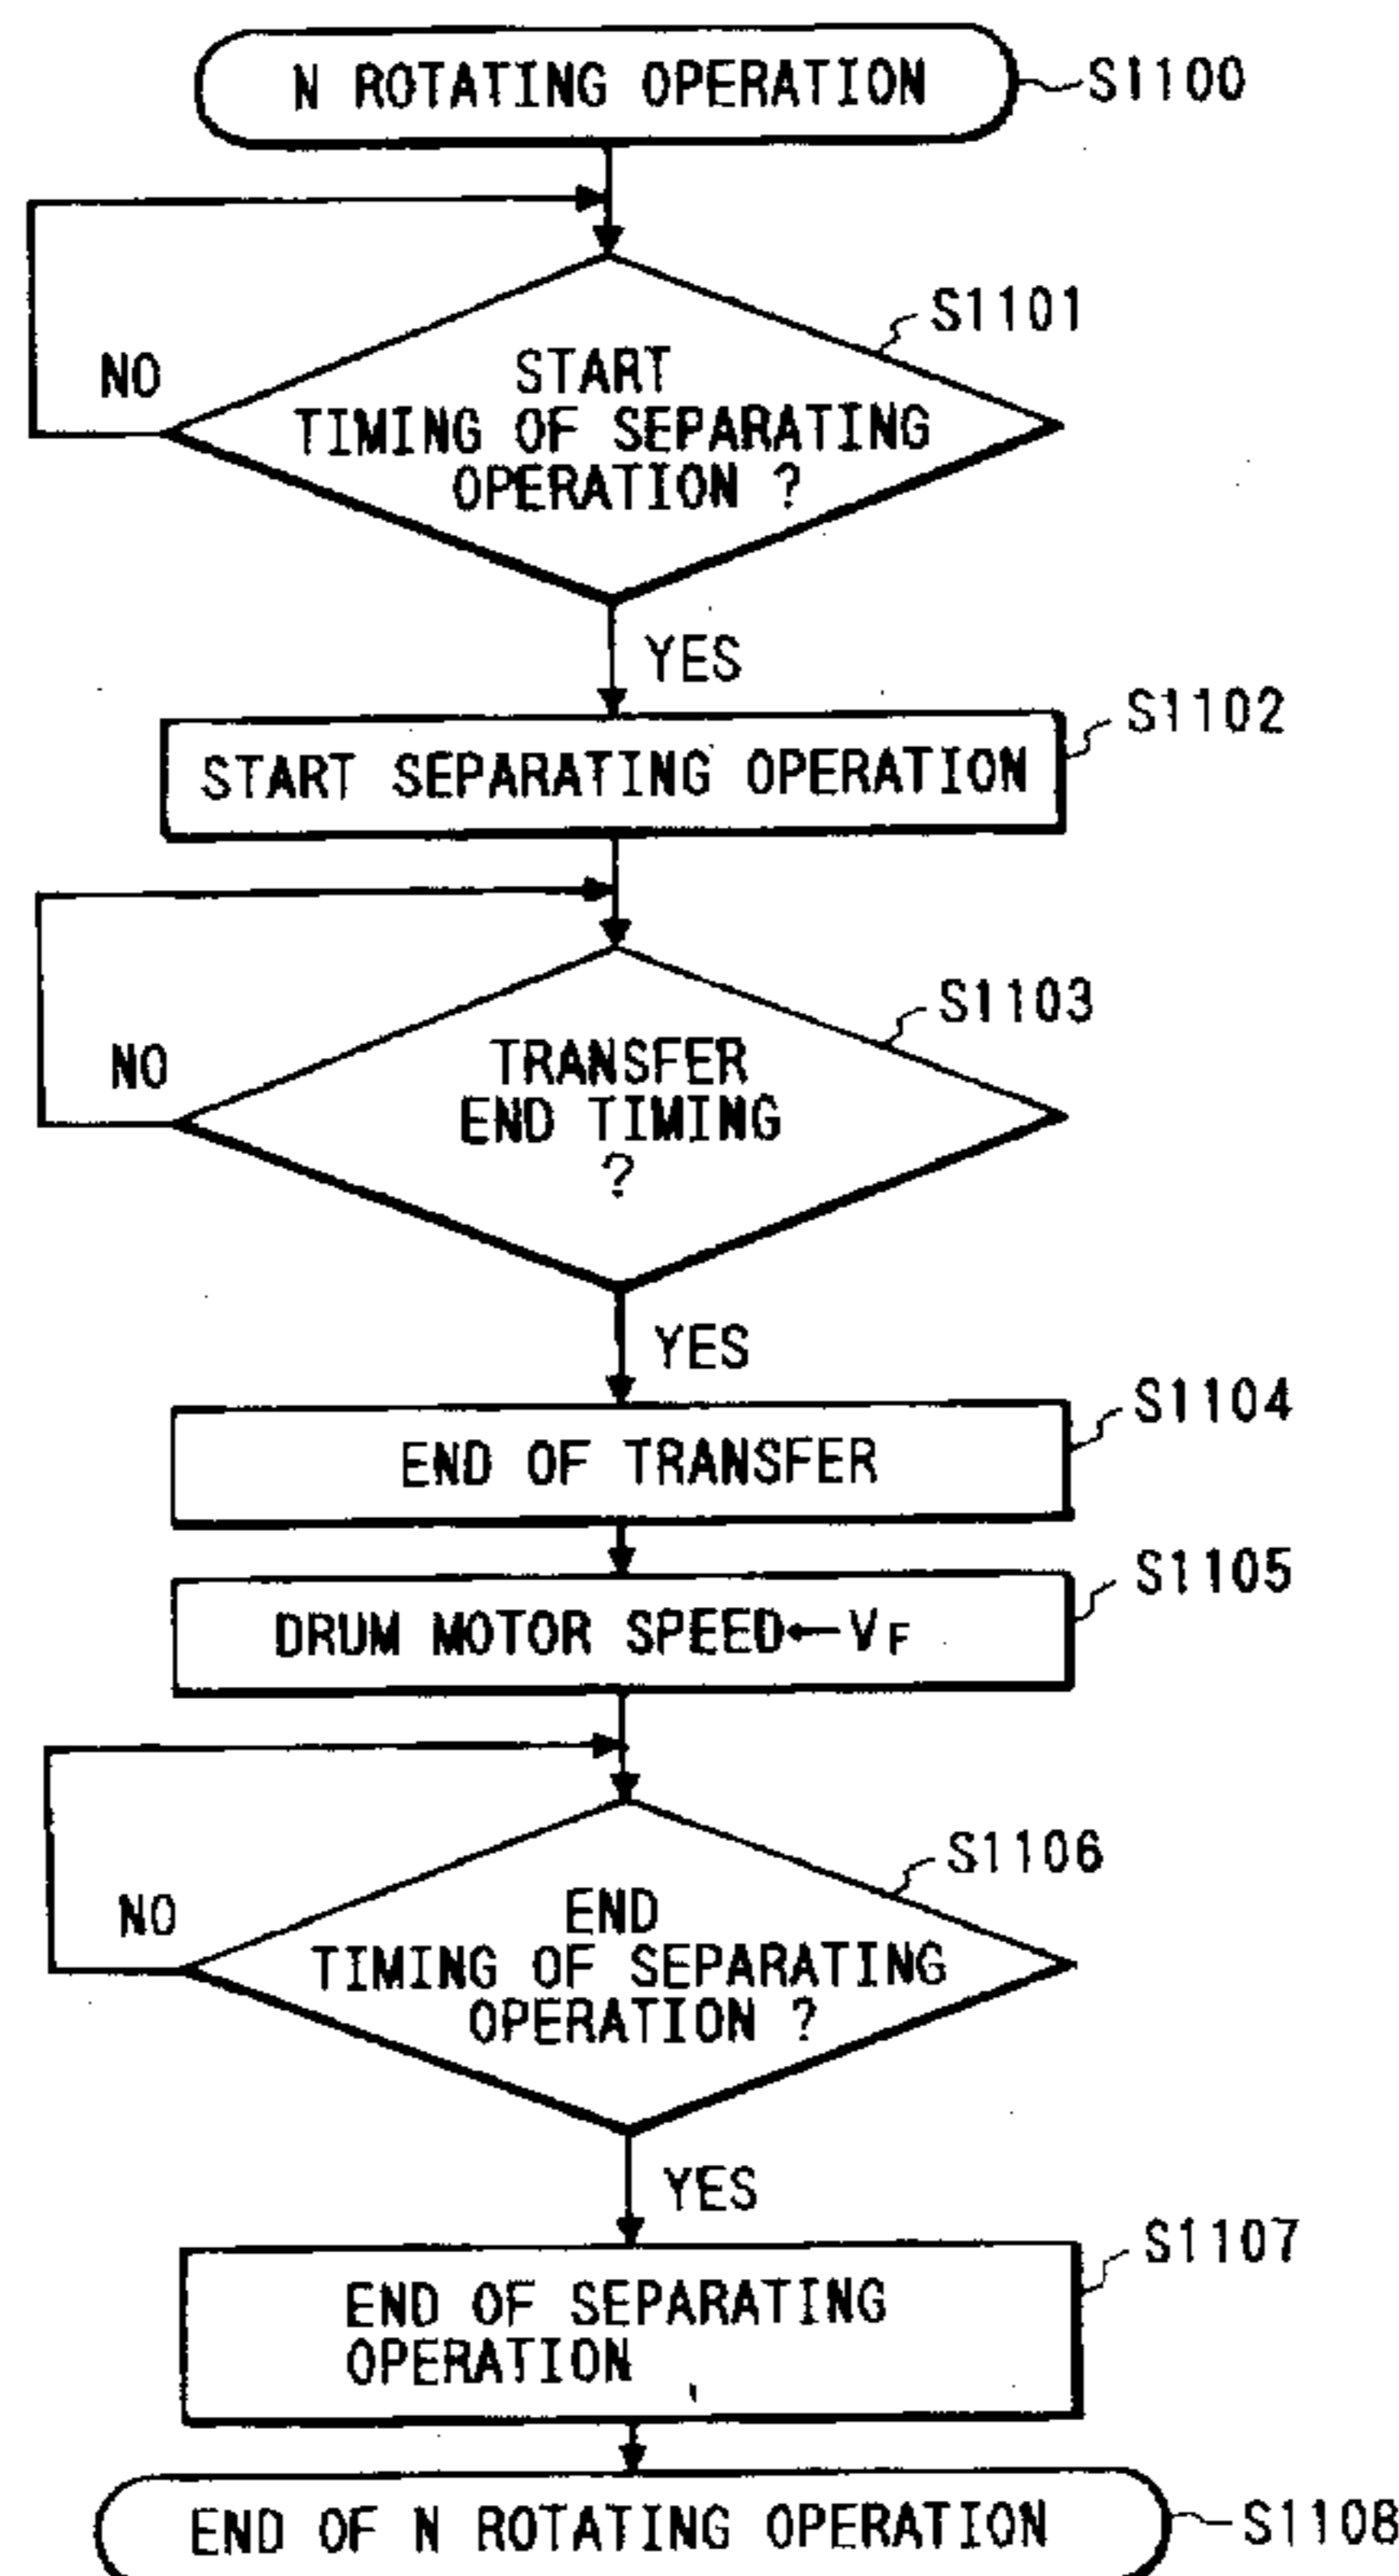 N ROTATING OPERATION
S1100
S1101
START
TIMING OF SEPARATING
OPERATION ?
NO
YES
S1102
START SEPARATING OPERATION
S1103
TRANSFER
END TIMING
?
NO
YES
S1104
END OF TRANSFER
S1105
DRUM MOTOR SPEED←VF
S1106
END
TIMING OF SEPARATING
OPERATION ?
NO
YES
S1107
END OF SEPARATING
OPERATION
END OF N ROTATING OPERATION
S1108